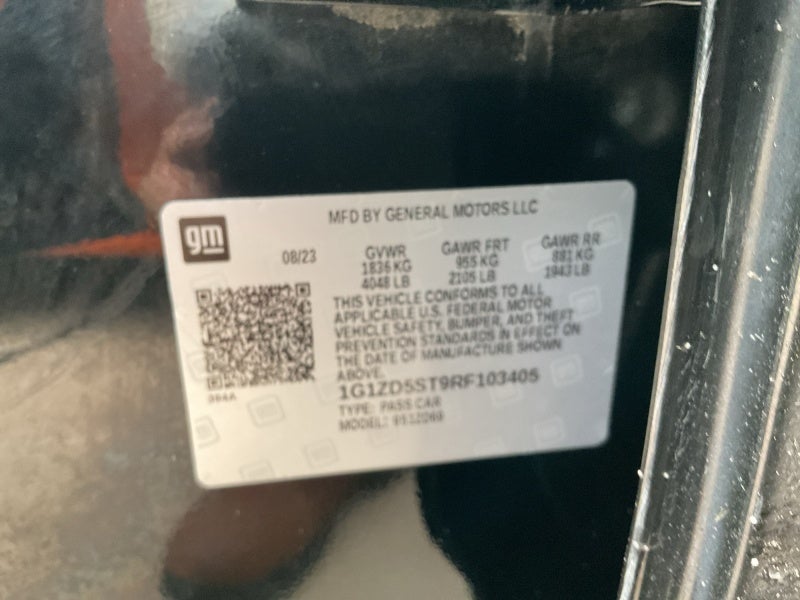 MFD BY GENERAL MOTORS LLC
gm
08/23 GVWR GAWR FRT GAWR RR
1836 KG 955 KG 881 KG
4048 LB 2105 LB 1943 LB
THIS VEHICLE CONFORMS TO ALL
APPLICABLE U.S. FEDERAL MOTOR
VEHICLE SAFETY, BUMPER, AND THEFT
PREVENTION STANDARDS IN EFFECT ON
THE DATE OF MANUFACTURE SHOWN
ABOVE.
1G1ZD5ST9RF103405
TYPE: PASS CAR
MODEL: